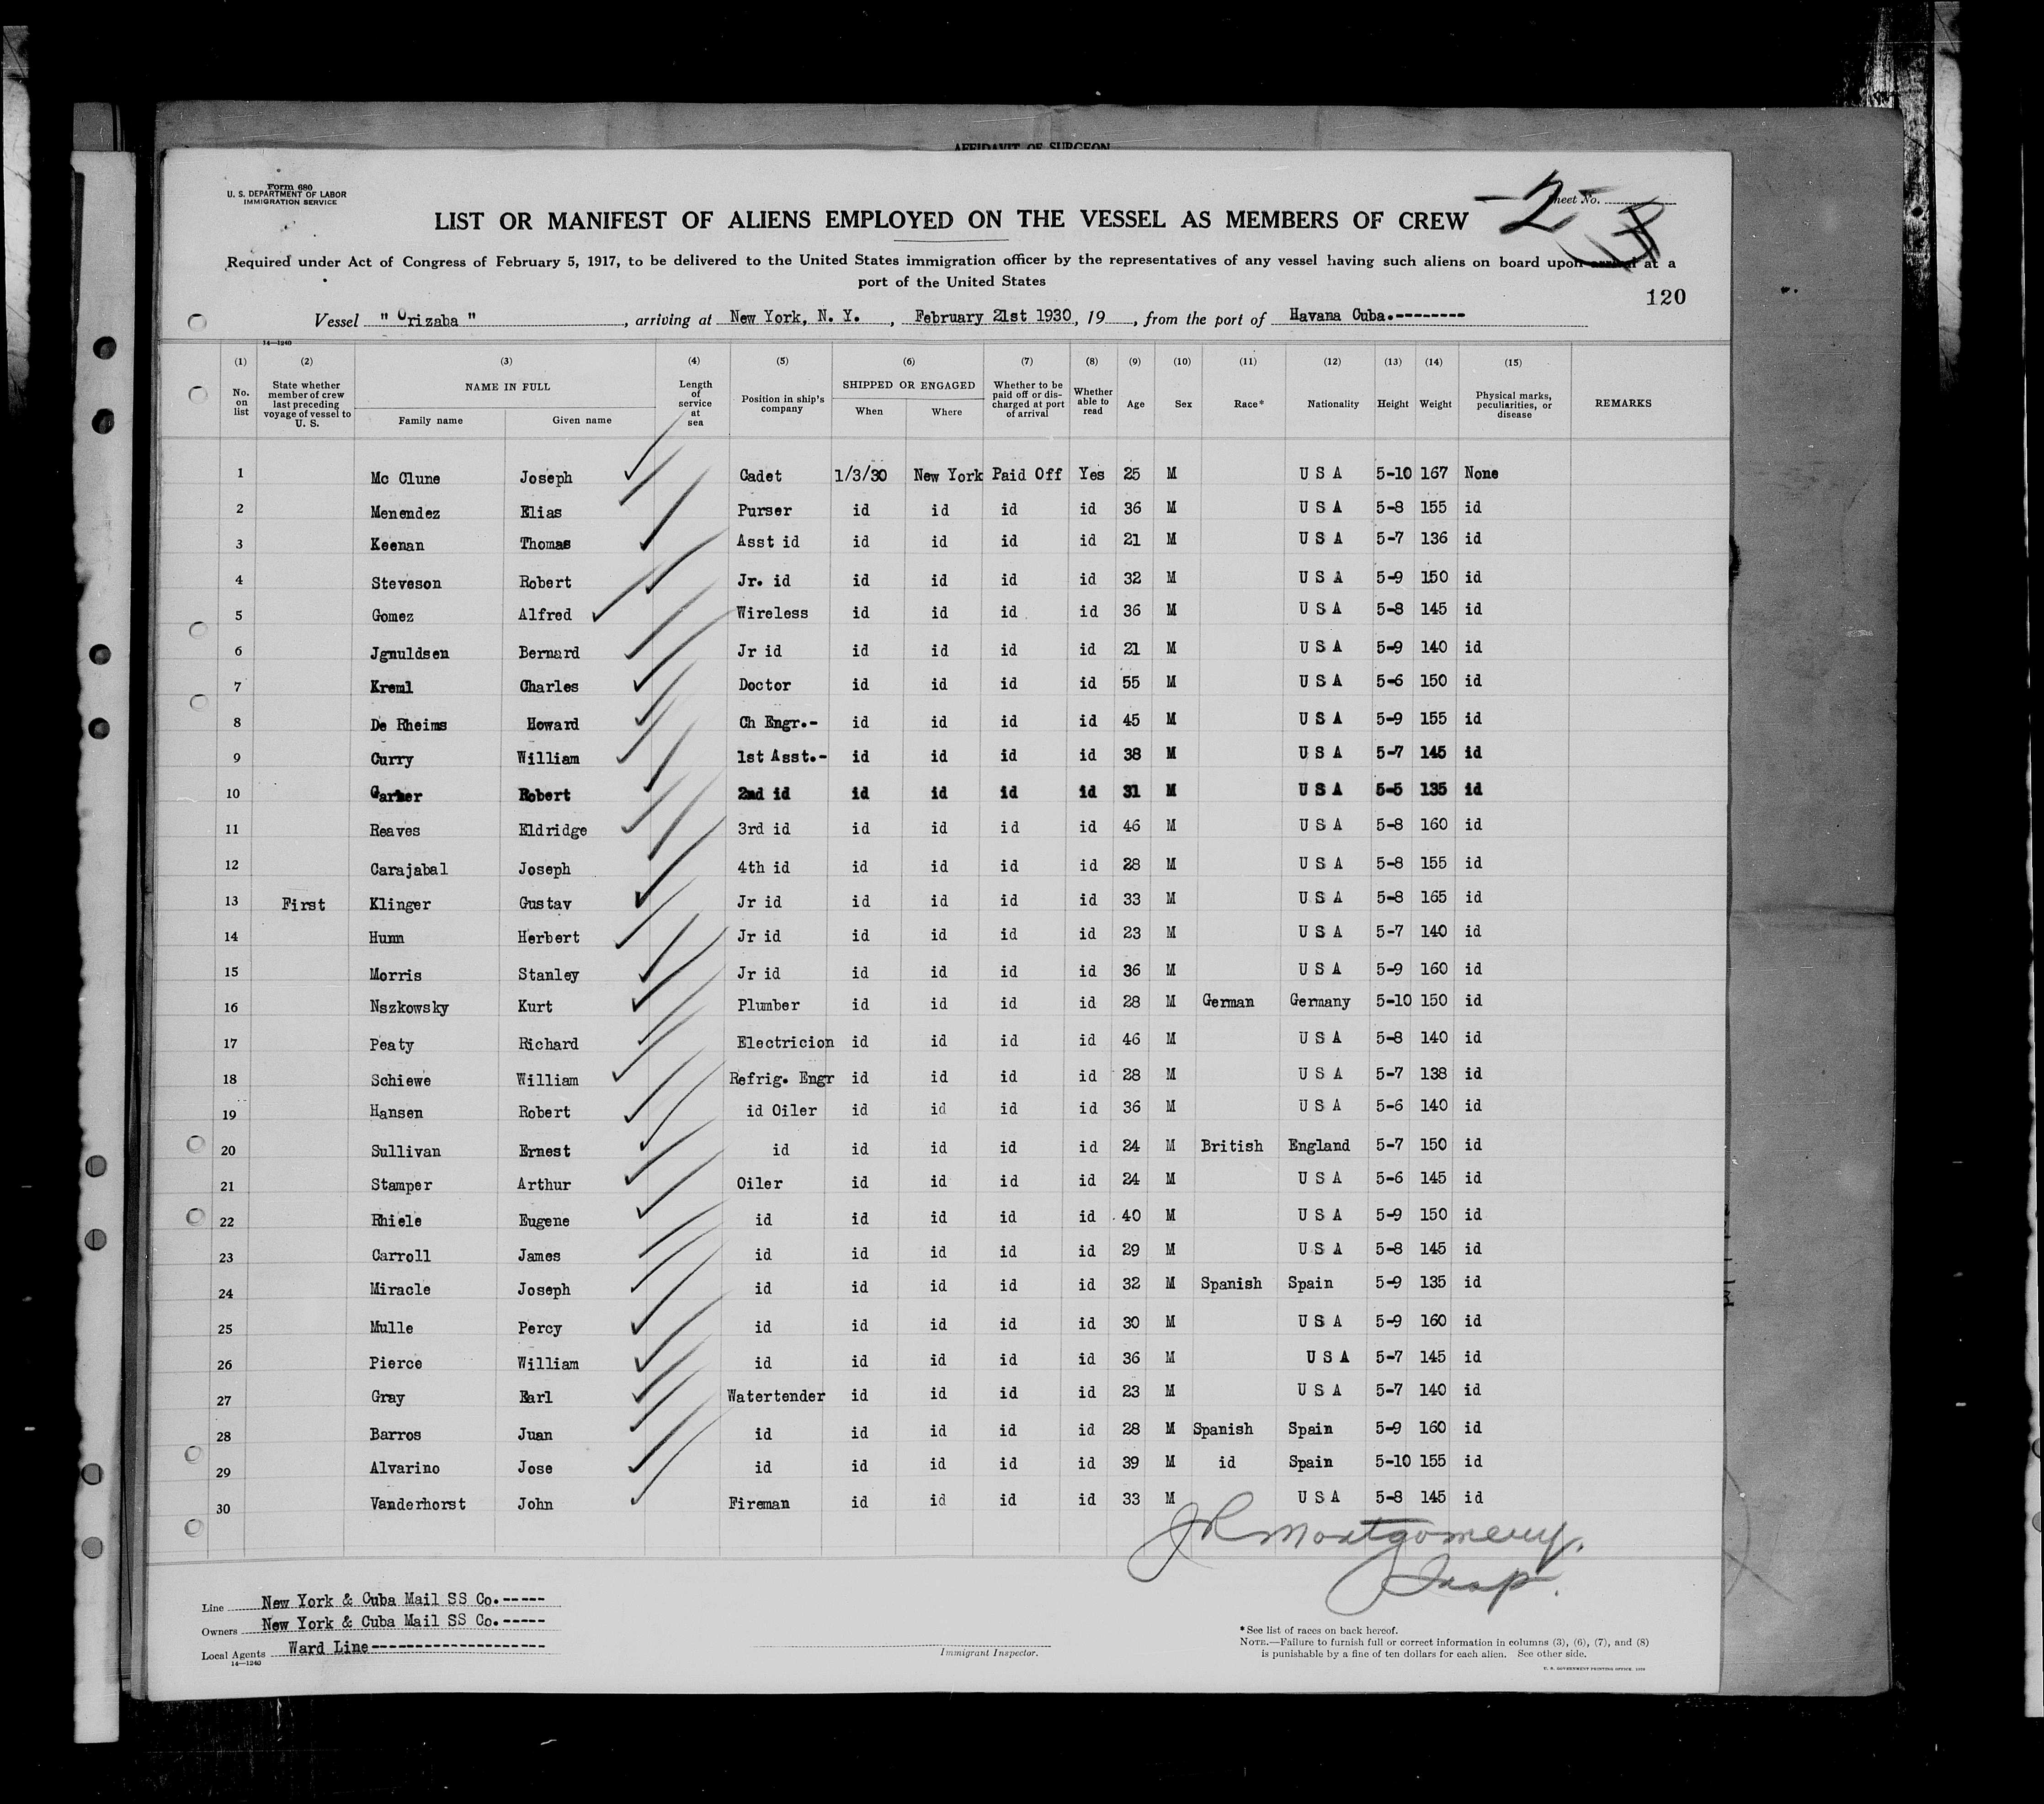 AFFIDAVIT OF SURGEON
Form 680
U. S. DEPARTMENT OF LABOR
IMMIGRATION SERVICE
Sheet No.
LIST OR MANIFEST OF ALIENS EMPLOYED ON THE VESSEL AS MEMBERS OF CREW
Required under Act of Congress of February 5, 1917, to be delivered to the United States immigration officer by the representatives of any vessel having such aliens on board upon arrival at a
port of the United States
120
Vessel " Orizaba ", arriving at New York, N. Y., February 21st 1930, 19, from the port of Havana Cuba.--------
14—1240
(1) (2) (3) (4) (5) (6) (7) (8) (9) (10) (11) (12) (13) (14) (15)
No. on list State whether member of crew last preceding voyage of vessel to U. S. NAME IN FULL Family name Given name Length of service at sea Position in ship's company SHIPPED OR ENGAGED When Where Whether to be paid off or discharged at port of arrival Whether able to read Age Sex Race* Nationality Height Weight Physical marks, peculiarities, or disease REMARKS
1 Mc Clune Joseph Cadet 1/3/30 New York Paid Off Yes 25 M U S A 5-10 167 None
2 Menendez Elias Purser id id id id 36 M U S A 5-8 155 id
3 Keenan Thomas Asst id id id id id 21 M U S A 5-7 136 id
4 Steveson Robert Jr. id id id id id 32 M U S A 5-9 150 id
5 Gomez Alfred Wireless id id id id 36 M U S A 5-8 145 id
6 Jgnuldsen Bernard Jr id id id id id 21 M U S A 5-9 140 id
7 Kreml Charles Doctor id id id id 55 M U S A 5-6 150 id
8 De Rheims Howard Ch Engr.- id id id id 45 M U S A 5-9 155 id
9 Curry William 1st Asst.- id id id id 38 M U S A 5-7 145 id
10 Robert 2nd id id id id id 31 M U S A 5-5 135 id
11 Reaves Eldridge 3rd id id id id id 46 M U S A 5-8 160 id
12 Carajabal Joseph 4th id id id id id 28 M U S A 5-8 155 id
13 First Klinger Gustav Jr id id id id id 33 M U S A 5-8 165 id
14 Humn Herbert Jr id id id id id 23 M U S A 5-7 140 id
15 Morris Stanley Jr id id id id id 36 M U S A 5-9 160 id
16 Nszkowsky Kurt Plumber id id id id 28 M German Germany 5-10 150 id
17 Peaty Richard Electricion id id id id 46 M U S A 5-8 140 id
18 Schiewe William Refrig. Engr id id id id 28 M U S A 5-7 138 id
19 Hansen Robert id Oiler id id id id 36 M U S A 5-6 140 id
20 Sullivan Ernest id id id id id 24 M British England 5-7 150 id
21 Stamper Arthur Oiler id id id id 24 M U S A 5-6 145 id
22 Rhiele Eugene id id id id id 40 M U S A 5-9 150 id
23 Carroll James id id id id id 29 M U S A 5-8 145 id
24 Miracle Joseph id id id id id 32 M Spanish Spain 5-9 135 id
25 Mulle Percy id id id id id 30 M U S A 5-9 160 id
26 Pierce William id id id id id 36 M U S A 5-7 145 id
27 Gray Earl Watertender id id id id 23 M U S A 5-7 140 id
28 Barros Juan id id id id id 28 M Spanish Spain 5-9 160 id
29 Alvarino Jose id id id id id 39 M id Spain 5-10 155 id
30 Vanderhorst John Fireman id id id id 33 M U S A 5-8 145 id
JR Montgomery.
Insp.
Line New York & Cuba Mail SS Co.-----
Owners New York & Cuba Mail SS Co.-----
Local Agents Ward Line--------------------
14—1240
Immigrant Inspector.
* See list of races on back hereof.
NOTE.—Failure to furnish full or correct information in columns (3), (6), (7), and (8)
is punishable by a fine of ten dollars for each alien. See other side.